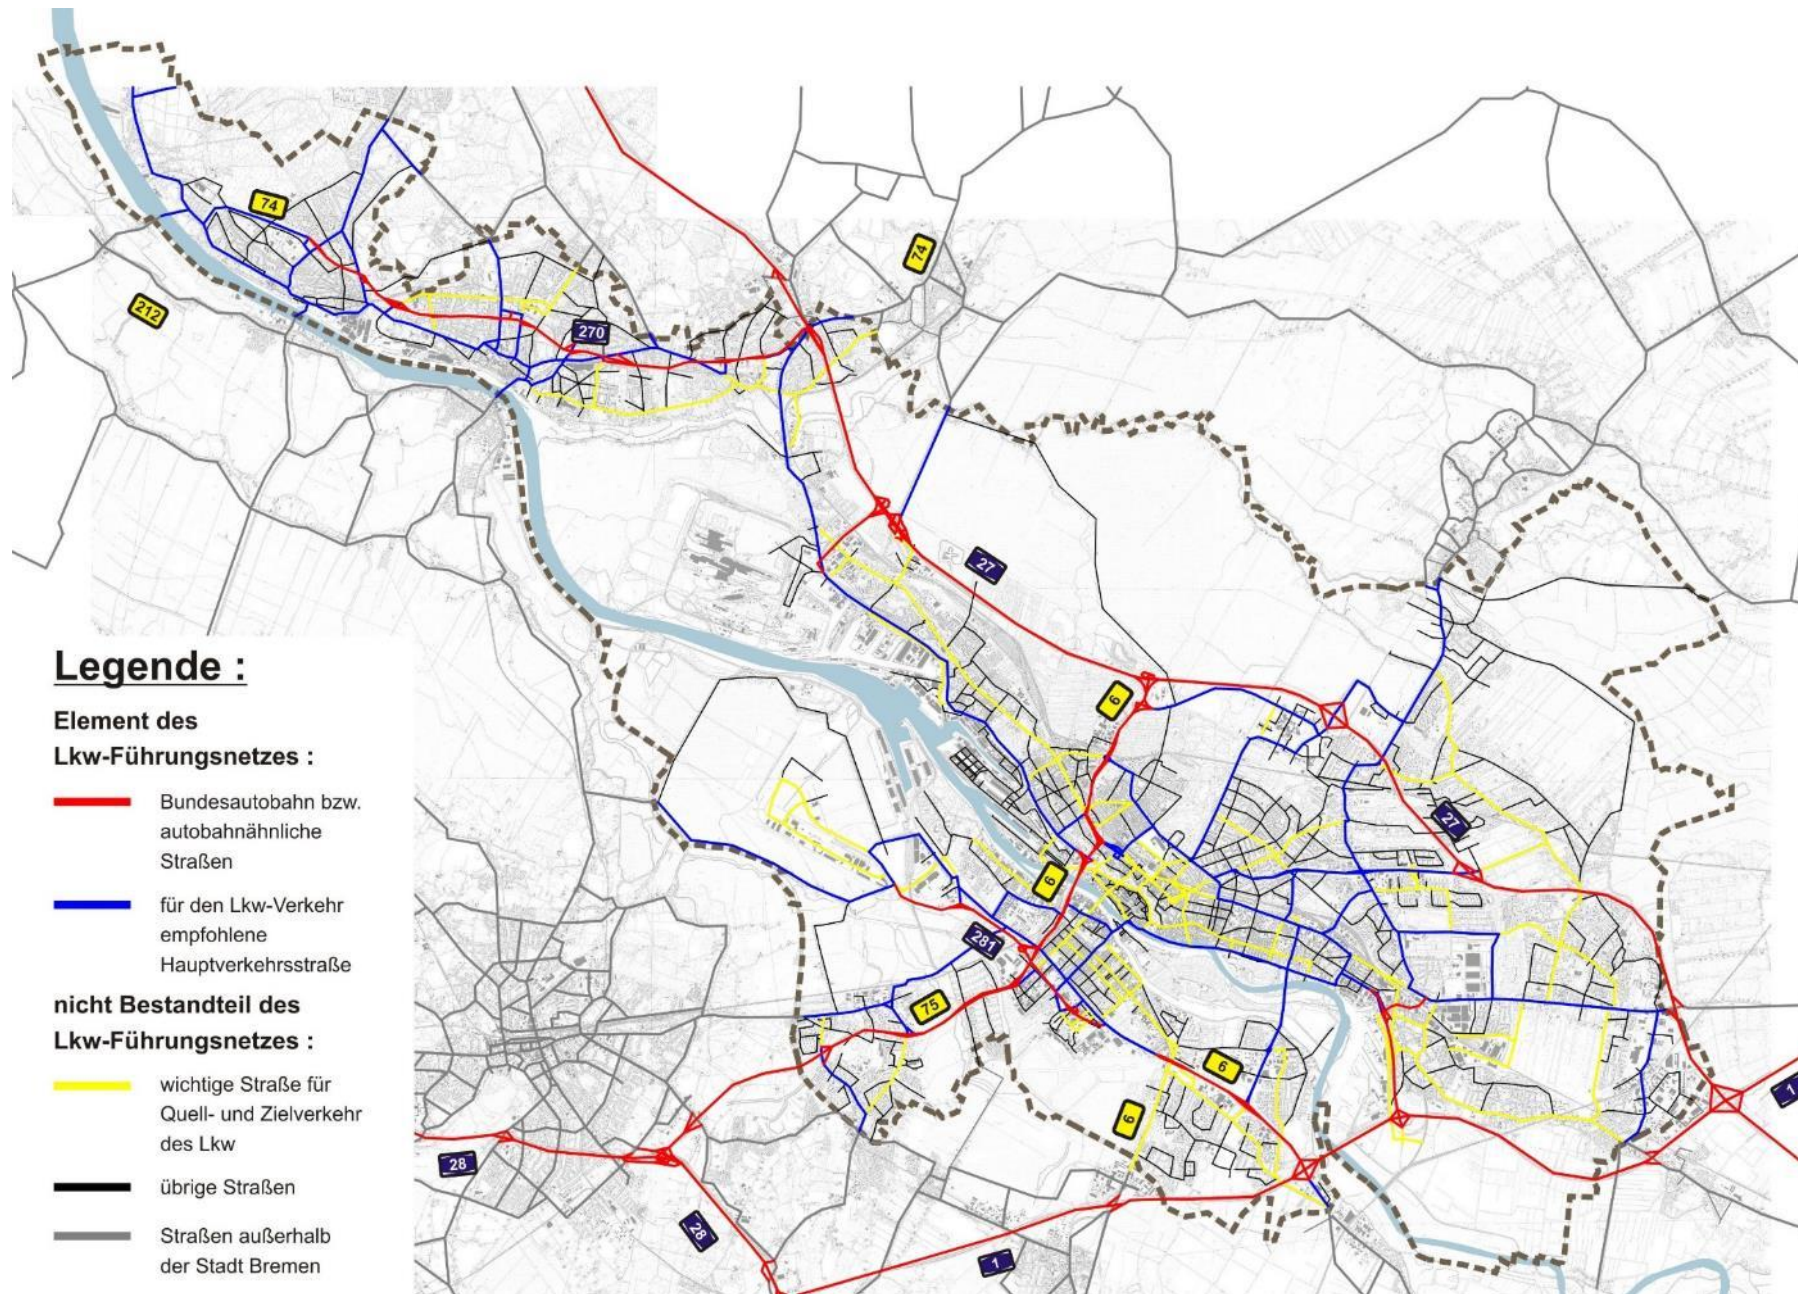 74
74
212
270
27
6
27
6
281
75
6
6
1
28
28
1
Legende :
Element des
Lkw-Führungsnetzes :
Bundesautobahn bzw.
autobahnähnliche
Straßen
für den Lkw-Verkehr
empfohlene
Hauptverkehrsstraße
nicht Bestandteil des
Lkw-Führungsnetzes :
wichtige Straße für
Quell- und Zielverkehr
des Lkw
übrige Straßen
Straßen außerhalb
der Stadt Bremen